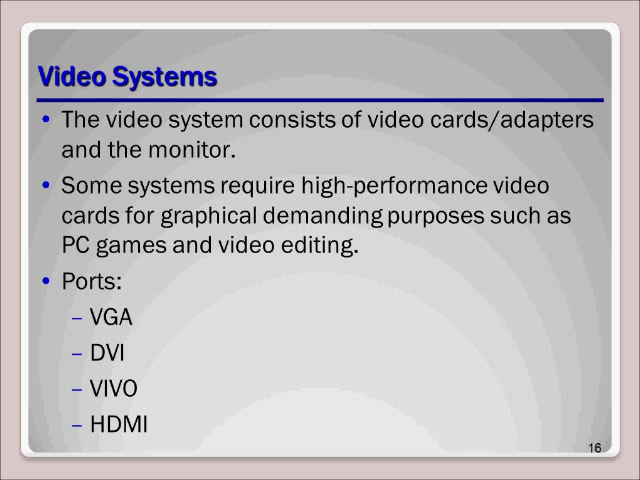 Video Systems
• The video system consists of video cards/adapters
and the monitor.
• Some systems require high-performance video
cards for graphical demanding purposes such as
PC games and video editing.
• Ports:
– VGA
– DVI
– VIVO
– HDMI
16